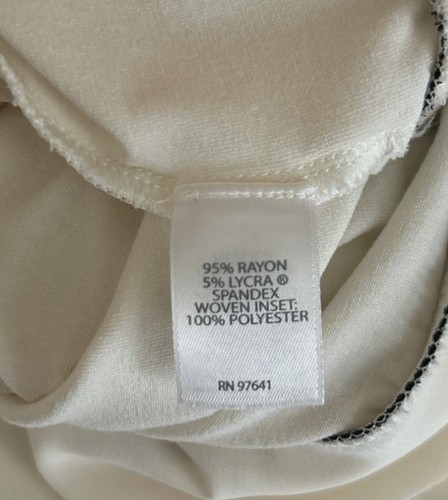 95% RAYON
5% LYCRA ®
SPANDEX
WOVEN INSET:
100% POLYESTER
RN 97641